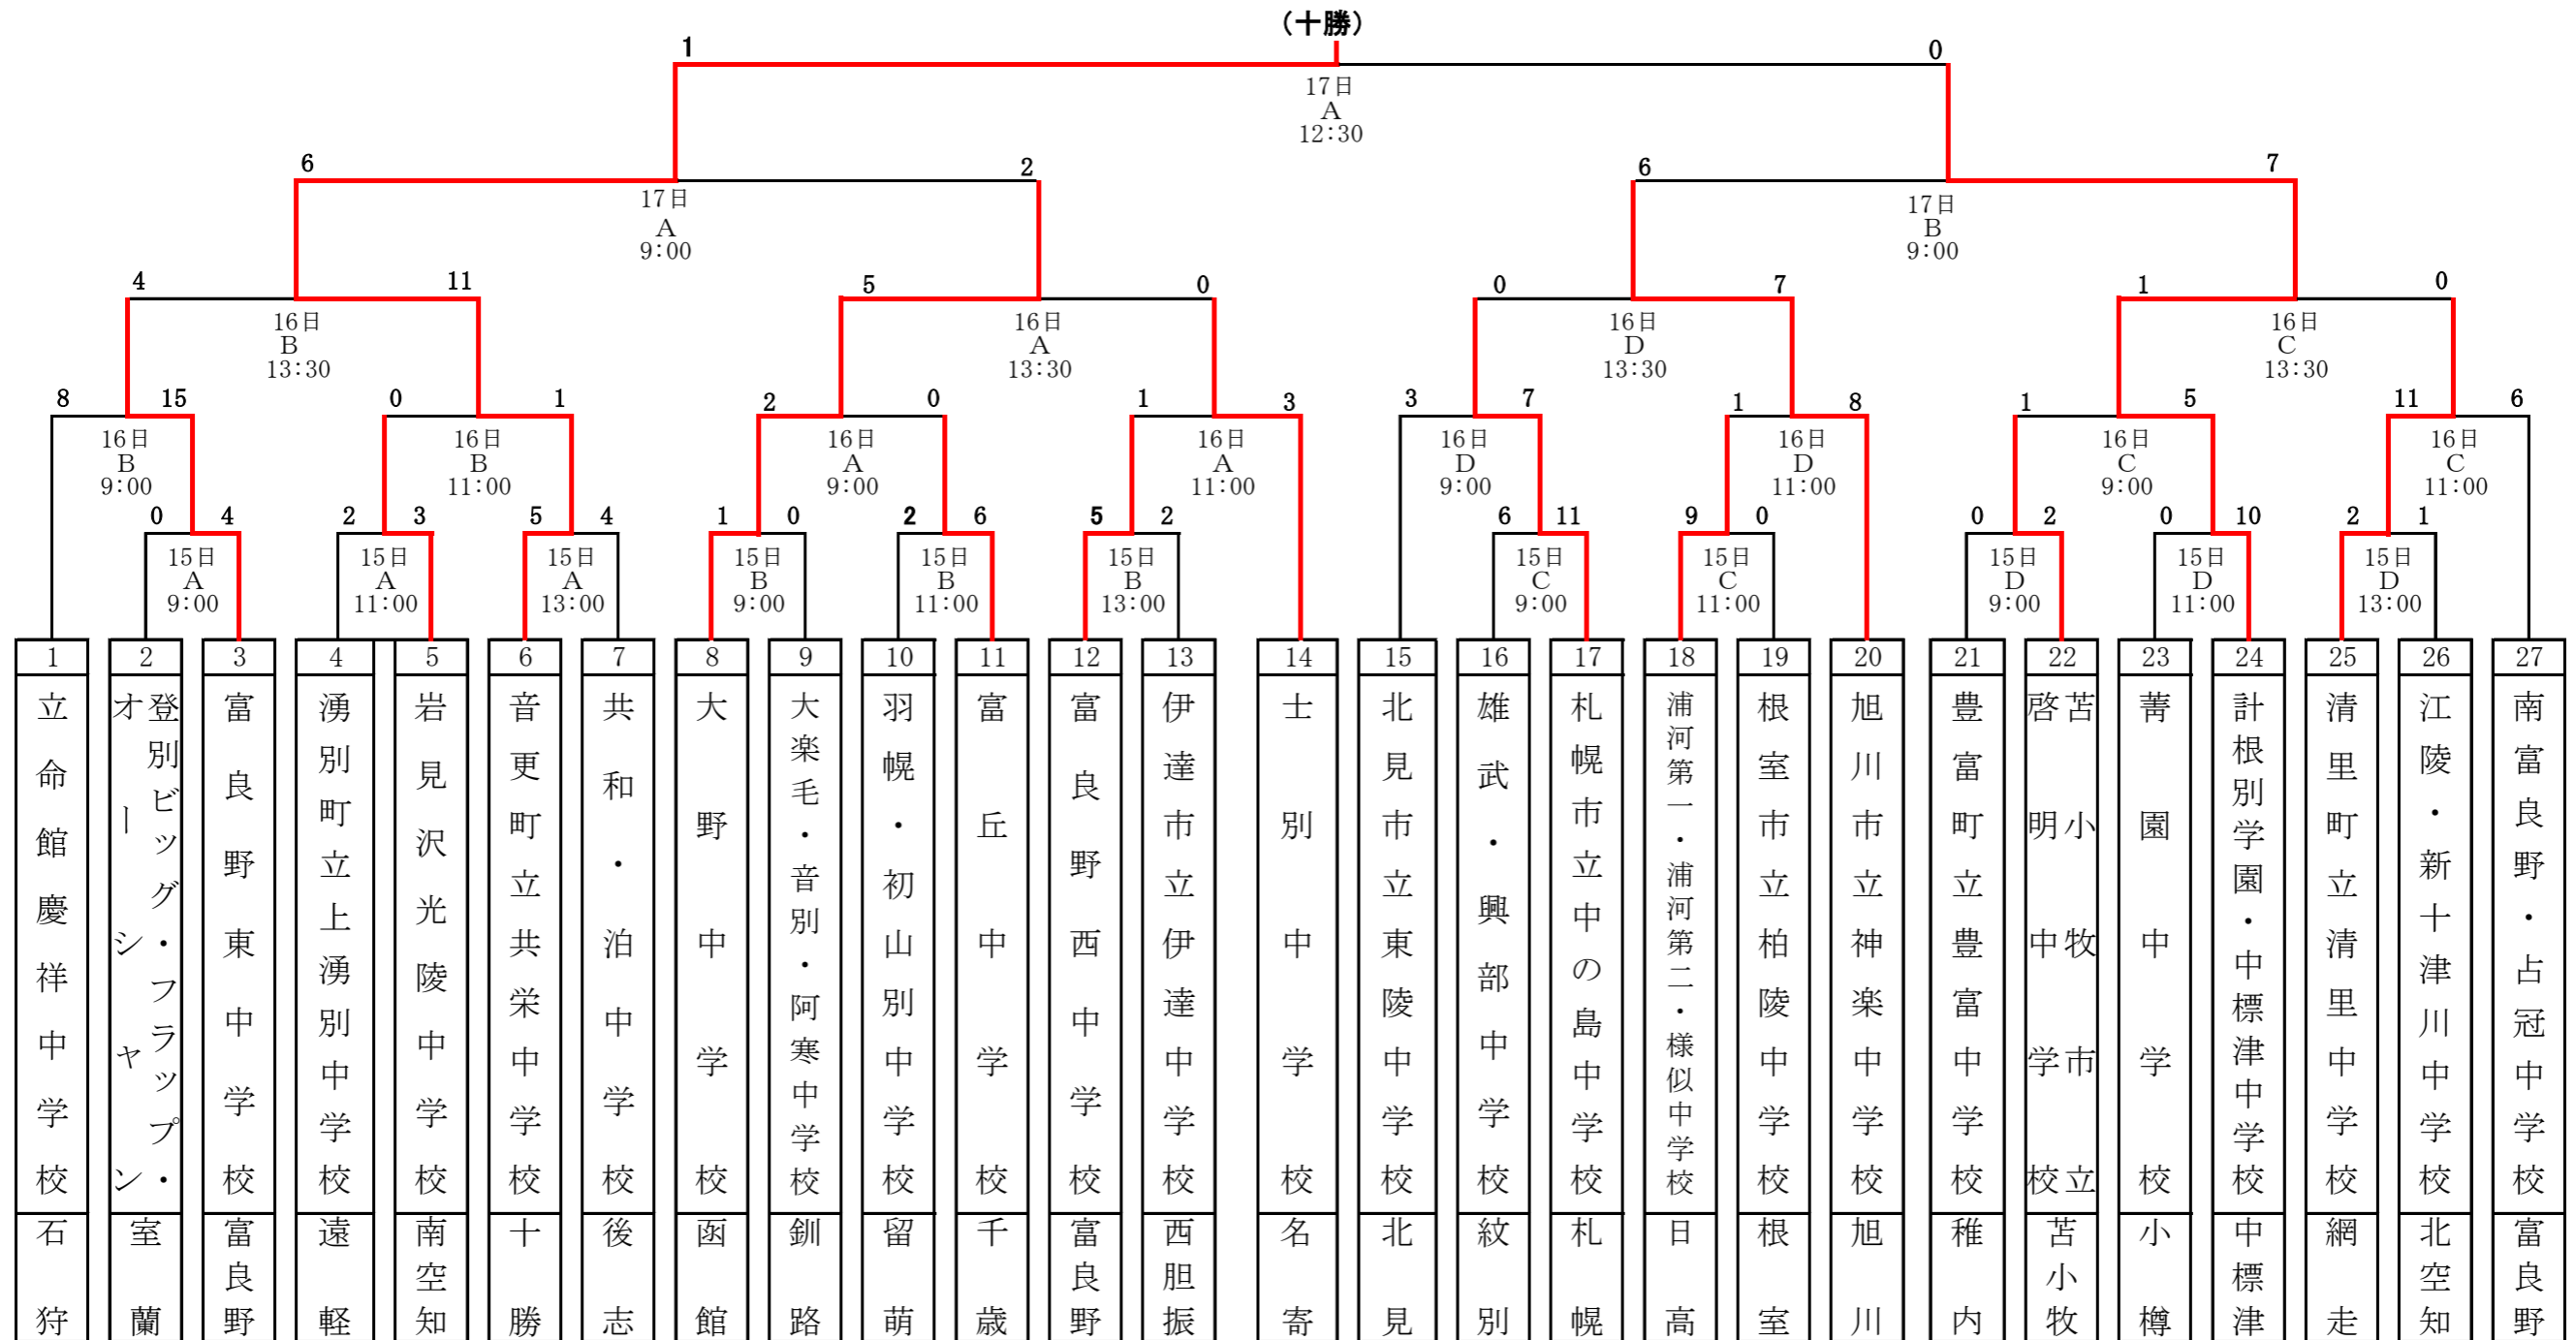 (十勝)
1 0
17日
A
12:30
6 2 6 7
17日
A
9:00
17日
B
9:00
4 11 5 0 0 7 1 0
16日
B
13:30
16日
A
13:30
16日
D
13:30
16日
C
13:30
8 15 0 1 2 0 1 3 3 7 1 8 1 5 11 6
16日
B
9:00
16日
B
11:00
16日
A
9:00
16日
A
11:00
16日
D
9:00
16日
D
11:00
16日
C
9:00
16日
C
11:00
0 4 2 3 5 4 1 0 2 6 5 2 6 11 9 0 0 2 0 10 2 1
15日
A
9:00
15日
A
11:00
15日
A
13:00
15日
B
9:00
15日
B
11:00
15日
B
13:00
15日
C
9:00
15日
C
11:00
15日
D
9:00
15日
D
11:00
15日
D
13:00
1 2 3 4 5 6 7 8 9 10 11 12 13 14 15 16 17 18 19 20 21 22 23 24 25 26 27
立命館慶祥中学校
登別ビッグ・フラップ・
オーシャン
富良野東中学校
湧別町立上湧別中学校
岩見沢光陵中学校
音更町立共栄中学校
共和・泊中学校
大野中学校
大楽毛・音別・阿寒中学校
羽幌・初山別中学校
富丘中学校
富良野西中学校
伊達市立伊達中学校
士別中学校
北見市立東陵中学校
雄武・興部中学校
札幌市立中の島中学校
浦河第一・浦河第二・様似中学校
根室市立柏陵中学校
旭川市立神楽中学校
豊富町立豊富中学校
苫小牧市立
啓明中学校
菁園中学校
計根別学園・中標津中学校
清里町立清里中学校
江陵・新十津川中学校
南富良野・占冠中学校
石狩
室蘭
富良野
遠軽
南空知
十勝
後志
函館
釧路
留萌
千歳
富良野
西胆振
名寄
北見
紋別
札幌
日高
根室
旭川
稚内
苫小牧
小樽
中標津
網走
北空知
富良野